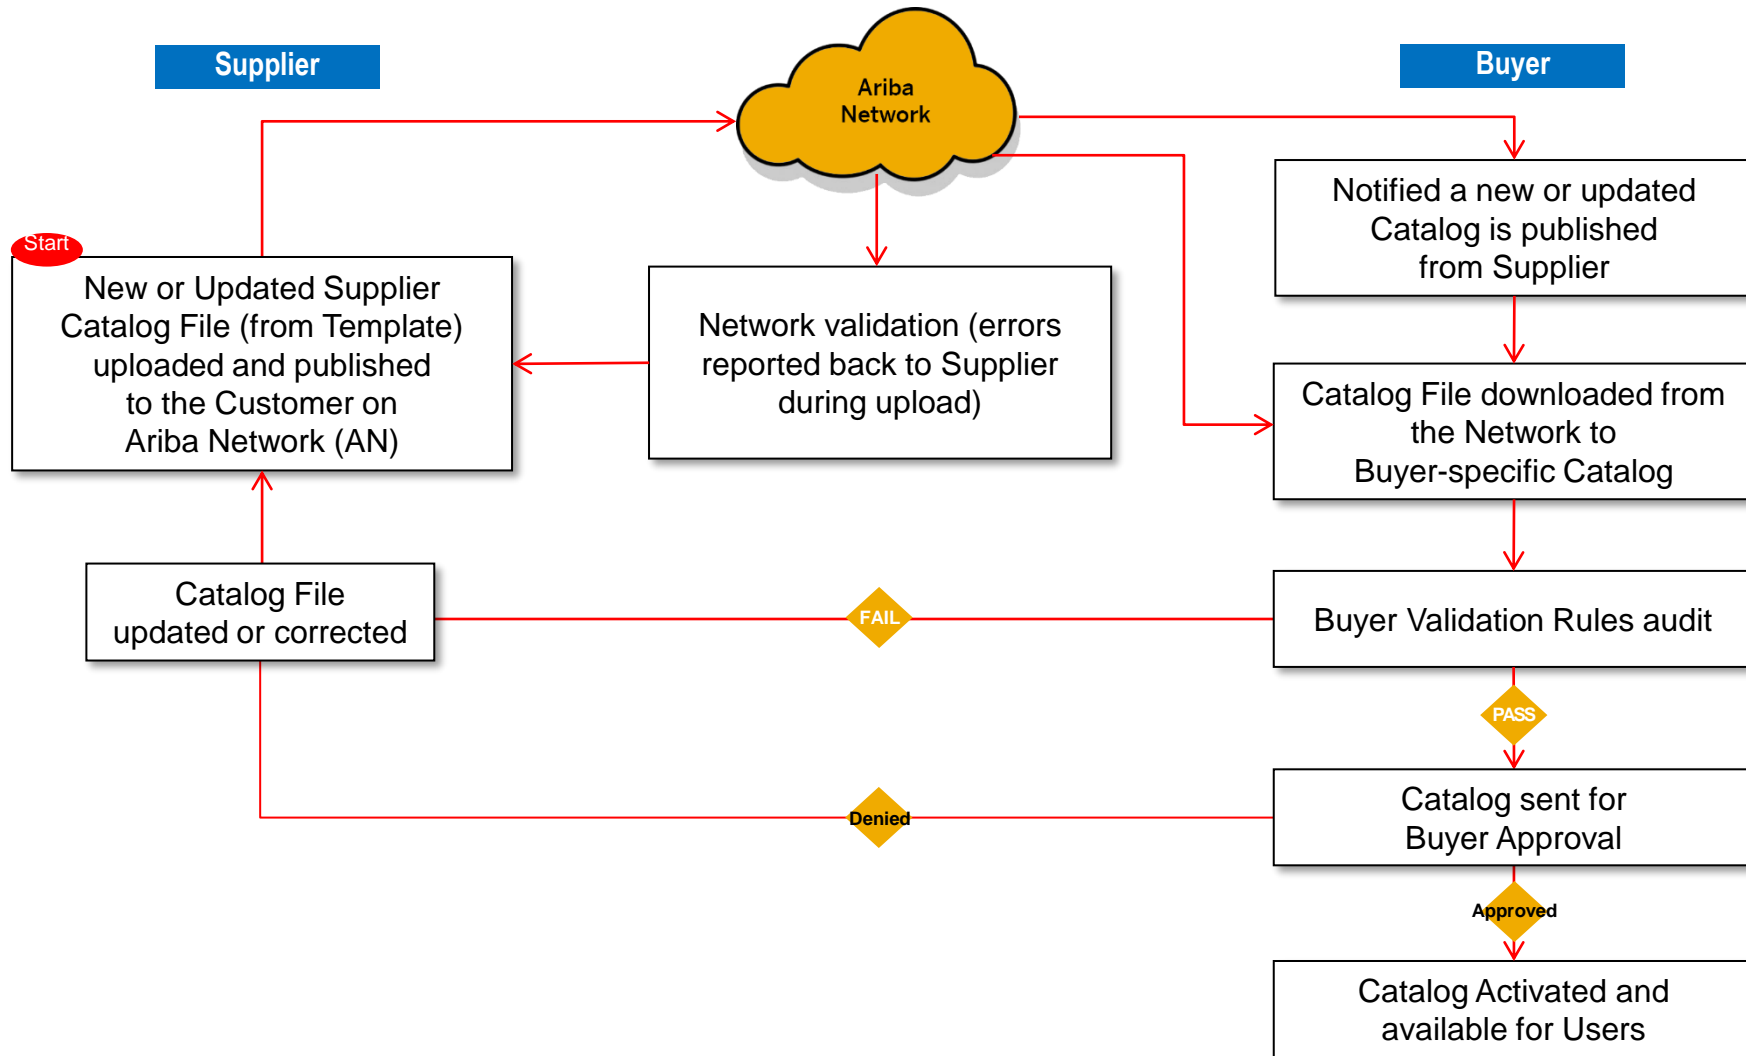 Supplier
Ariba
Network
Buyer
Start
New or Updated Supplier
Catalog File (from Template)
uploaded and published
to the Customer on
Ariba Network (AN)
Network validation (errors
reported back to Supplier
during upload)
Notified a new or updated
Catalog is published
from Supplier
Catalog File downloaded from
the Network to
Buyer-specific Catalog
Catalog File
updated or corrected
FAIL
Buyer Validation Rules audit
PASS
Denied
Catalog sent for
Buyer Approval
Approved
Catalog Activated and
available for Users